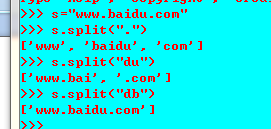 >>> s="www.baidu.com"
>>> s.split(".")
['www', 'baidu', 'com']
>>> s.split("du")
['www.bai', '.com']
>>> s.split("db")
['www.baidu.com']
>>>